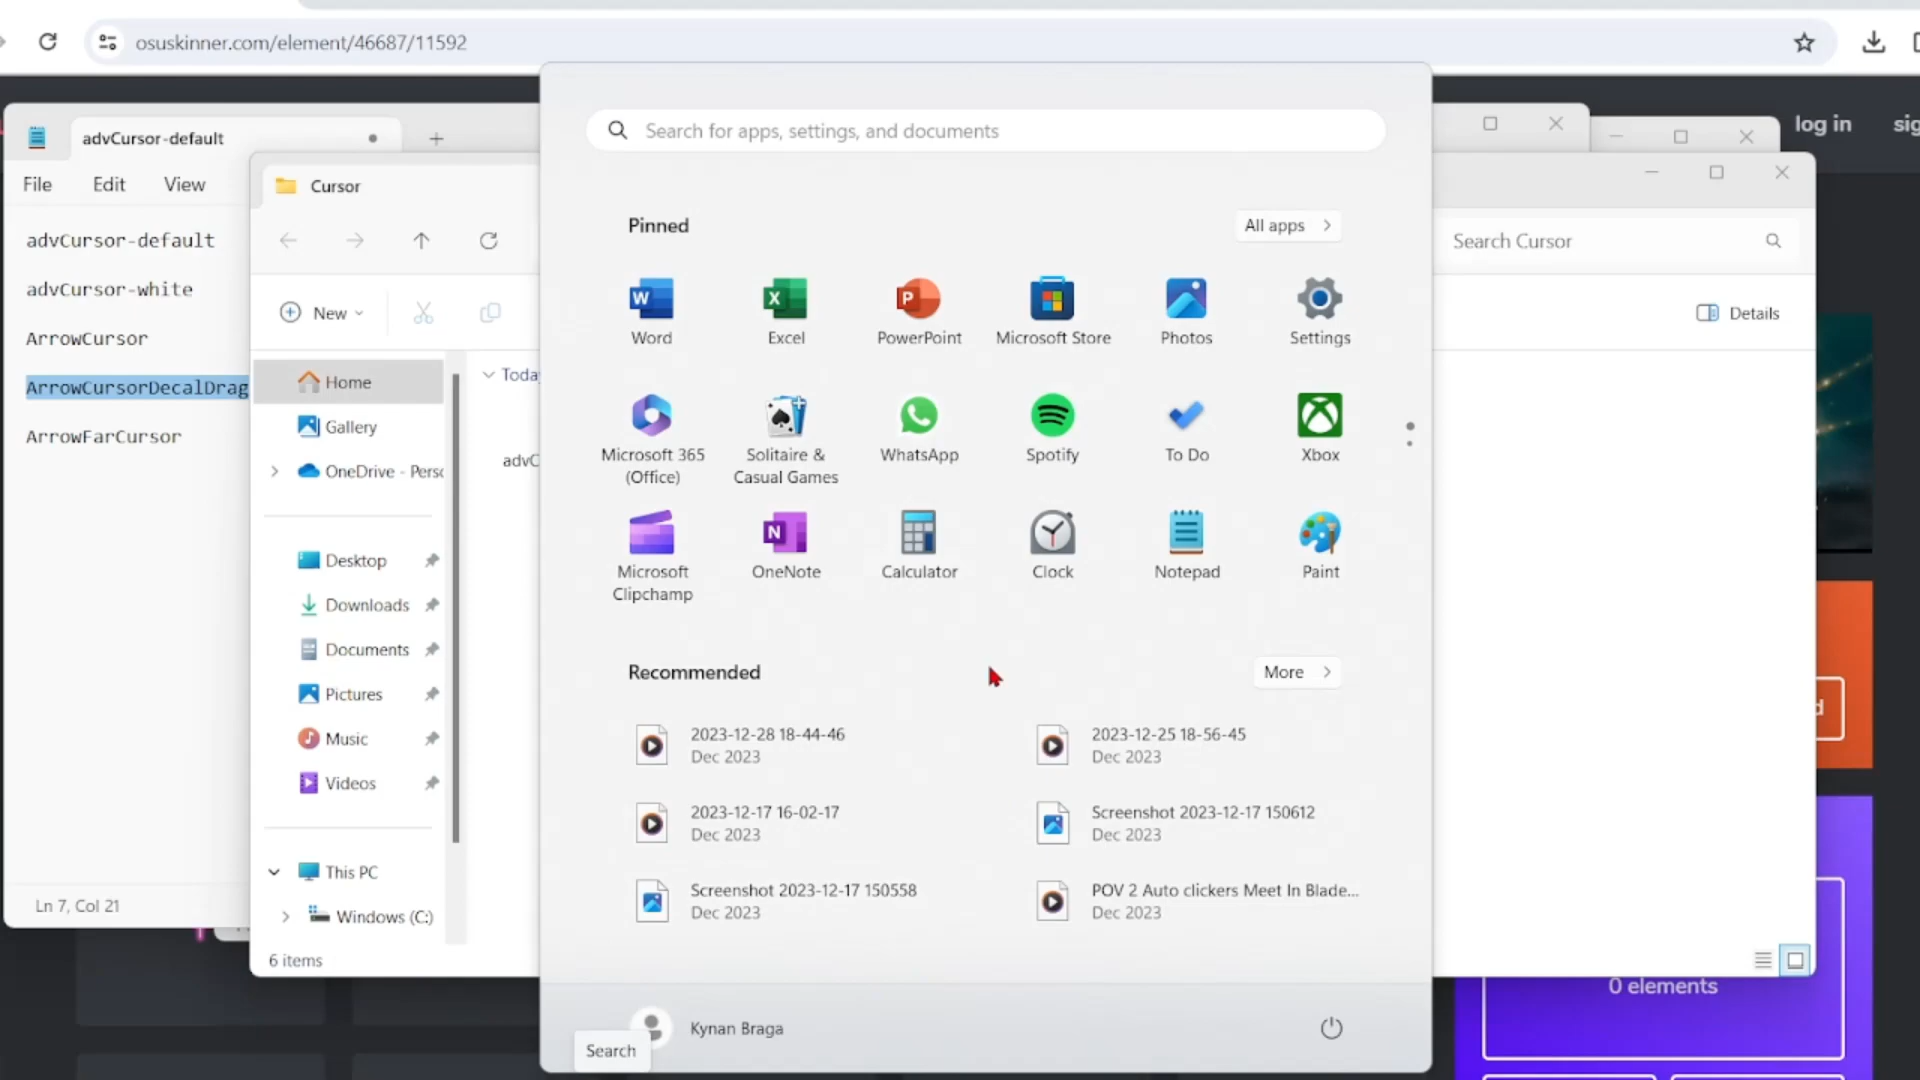 osuskinner.com/element/46687/11592
log in
advCursor-default
File Edit View
advCursor-default
advCursor-white
ArrowCursor
ArrowCursorDecalDrag
ArrowFarCursor
Ln 7, Col 21
Cursor
New
Search Cursor
Details
Home
Gallery
OneDrive - Perso
Desktop
Downloads
Documents
Pictures
Music
Videos
This PC
Windows (C:)
6 items
Search for apps, settings, and documents
Pinned
All apps
Word
Excel
PowerPoint
Microsoft Store
Photos
Settings
Microsoft 365
(Office)
Solitaire &
Casual Games
WhatsApp
Spotify
To Do
Xbox
Microsoft
Clipchamp
OneNote
Calculator
Clock
Notepad
Paint
Recommended
More
2023-12-28 18-44-46
Dec 2023
2023-12-25 18-56-45
Dec 2023
2023-12-17 16-02-17
Dec 2023
Screenshot 2023-12-17 150612
Dec 2023
Screenshot 2023-12-17 150558
Dec 2023
POV 2 Auto clickers Meet In Blade...
Dec 2023
Kynan Braga
Search
0 elements